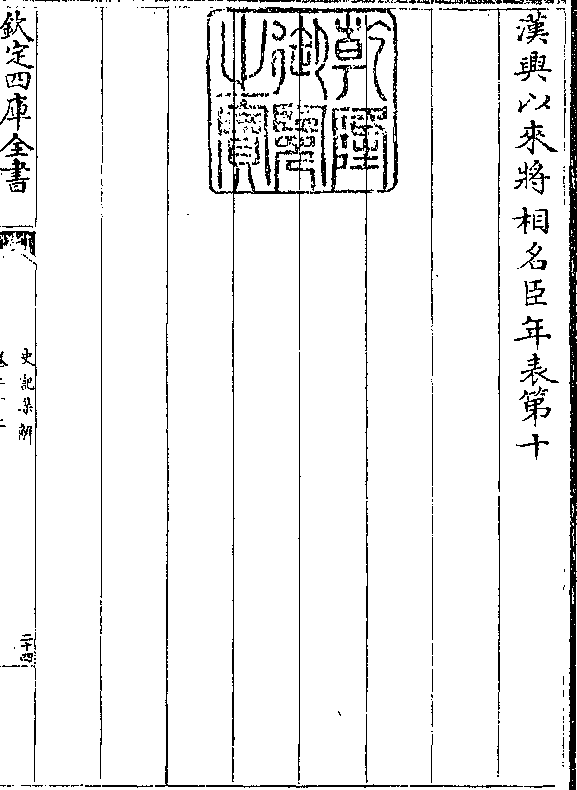 漢興以來將相名臣年表第十
乾隆御覽之寶
欽定四庫全書
史記集解
卷二十二
二十四